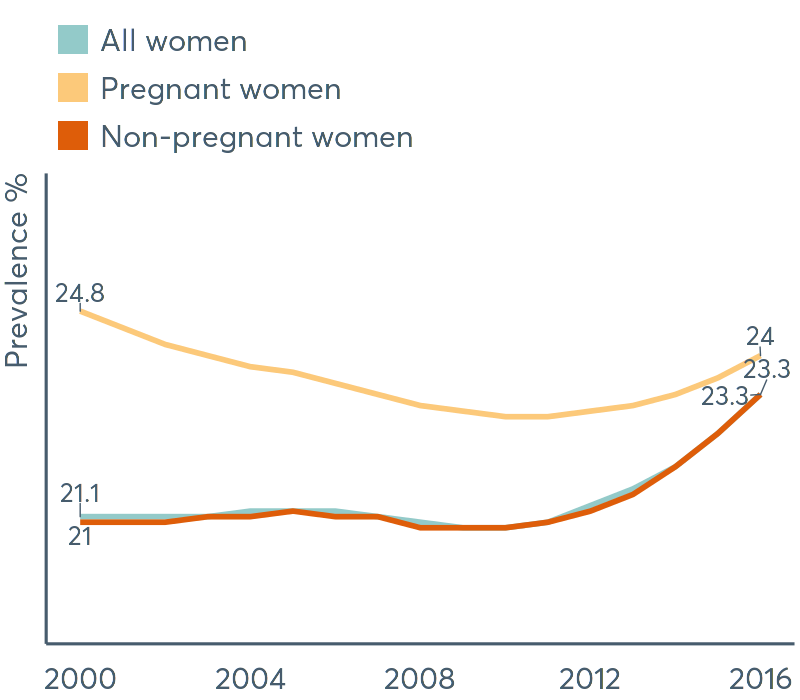 All women
Pregnant women
Non-pregnant women
Prevalence %
24.8
24
23.3
23.3
21.1
21
2000 2004 2008 2012 2016